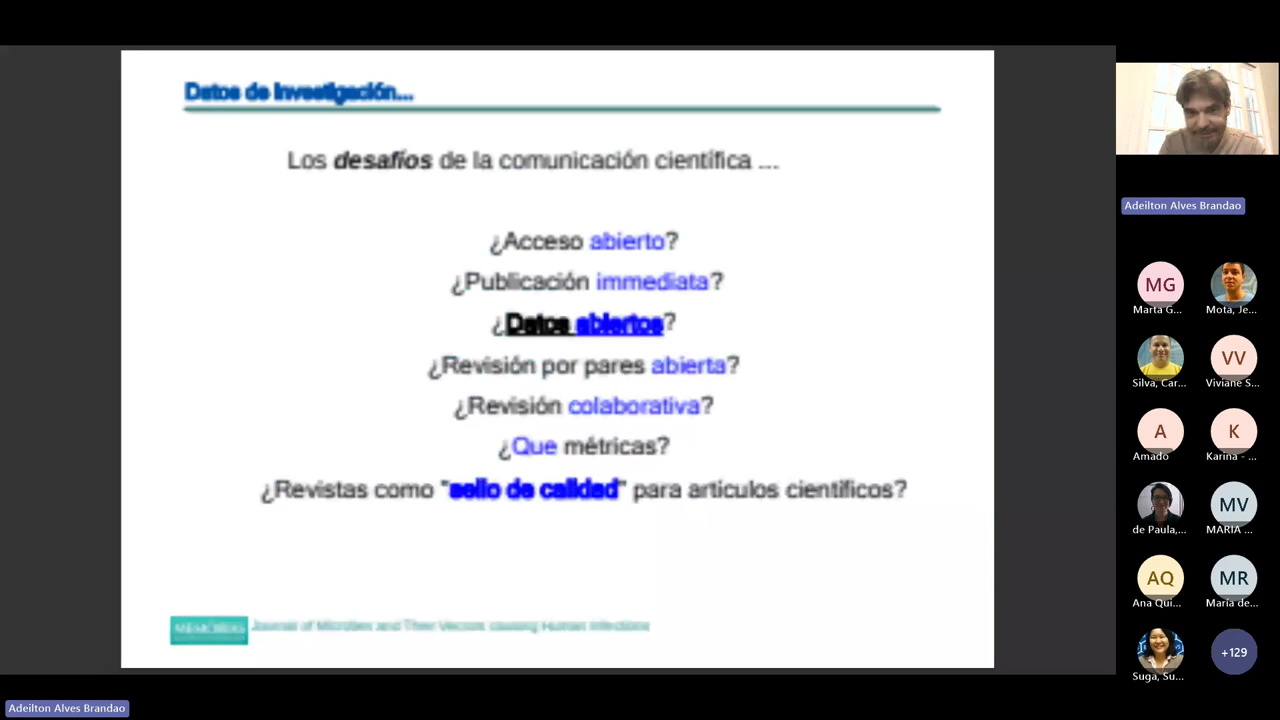 Datos de Investigación...
Los desafíos de la comunicación científica ...
¿Acceso abierto?
¿Publicación immediata?
¿Datos abiertos?
¿Revisión por pares abierta?
¿Revisión colaborativa?
¿Que métricas?
¿Revistas como "sello de calidad" para artículos científicos?
MEMÓRIAS Journal of Microbes and Their Vectors causing Human Infections
Adeilton Alves Brandao
MG
Marta G...
Mota, Je...
Silva, Car...
VV
Viviane S...
A
Amado
K
Karina - ...
de Paula,...
MV
MARIA ...
AQ
Ana Qui...
MR
Maria de...
Suga, Su...
+129
Adeilton Alves Brandao